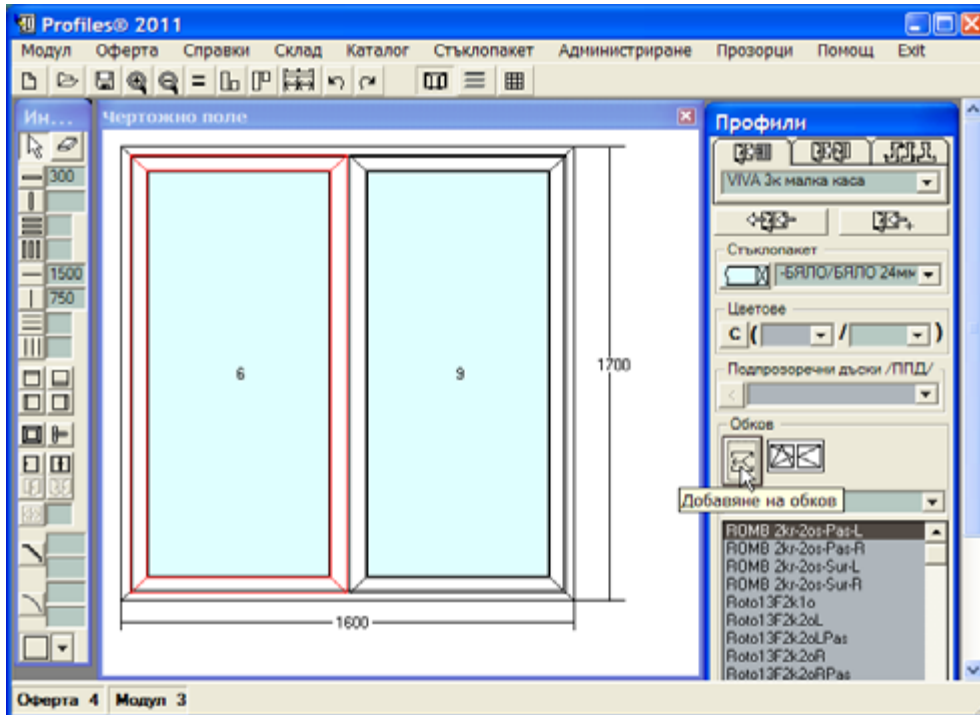 Profiles® 2011
Модул Оферта Справки Склад Каталог Стъклопакет Администриране Прозорци Помощ Exit
Ин...
300
1500
750
Чертожно поле
6
9
1700
1600
Профили
VIVA 3к малка каса
Стъклопакет
-БЯЛО/БЯЛО 24мм
Цветове
C ( / )
Подпрозоречни дъски /ППД/
<
Обков
Добавяне на обков
ROMB 2kr-2os-Pas-L
ROMB 2kr-2os-Pas-R
ROMB 2kr-2os-Sur-L
ROMB 2kr-2os-Sur-R
Roto13F2k1o
Roto13F2k2oL
Roto13F2k2oLPas
Roto13F2k2oR
Roto13F2k2oRPas
Оферта 4 Модул 3